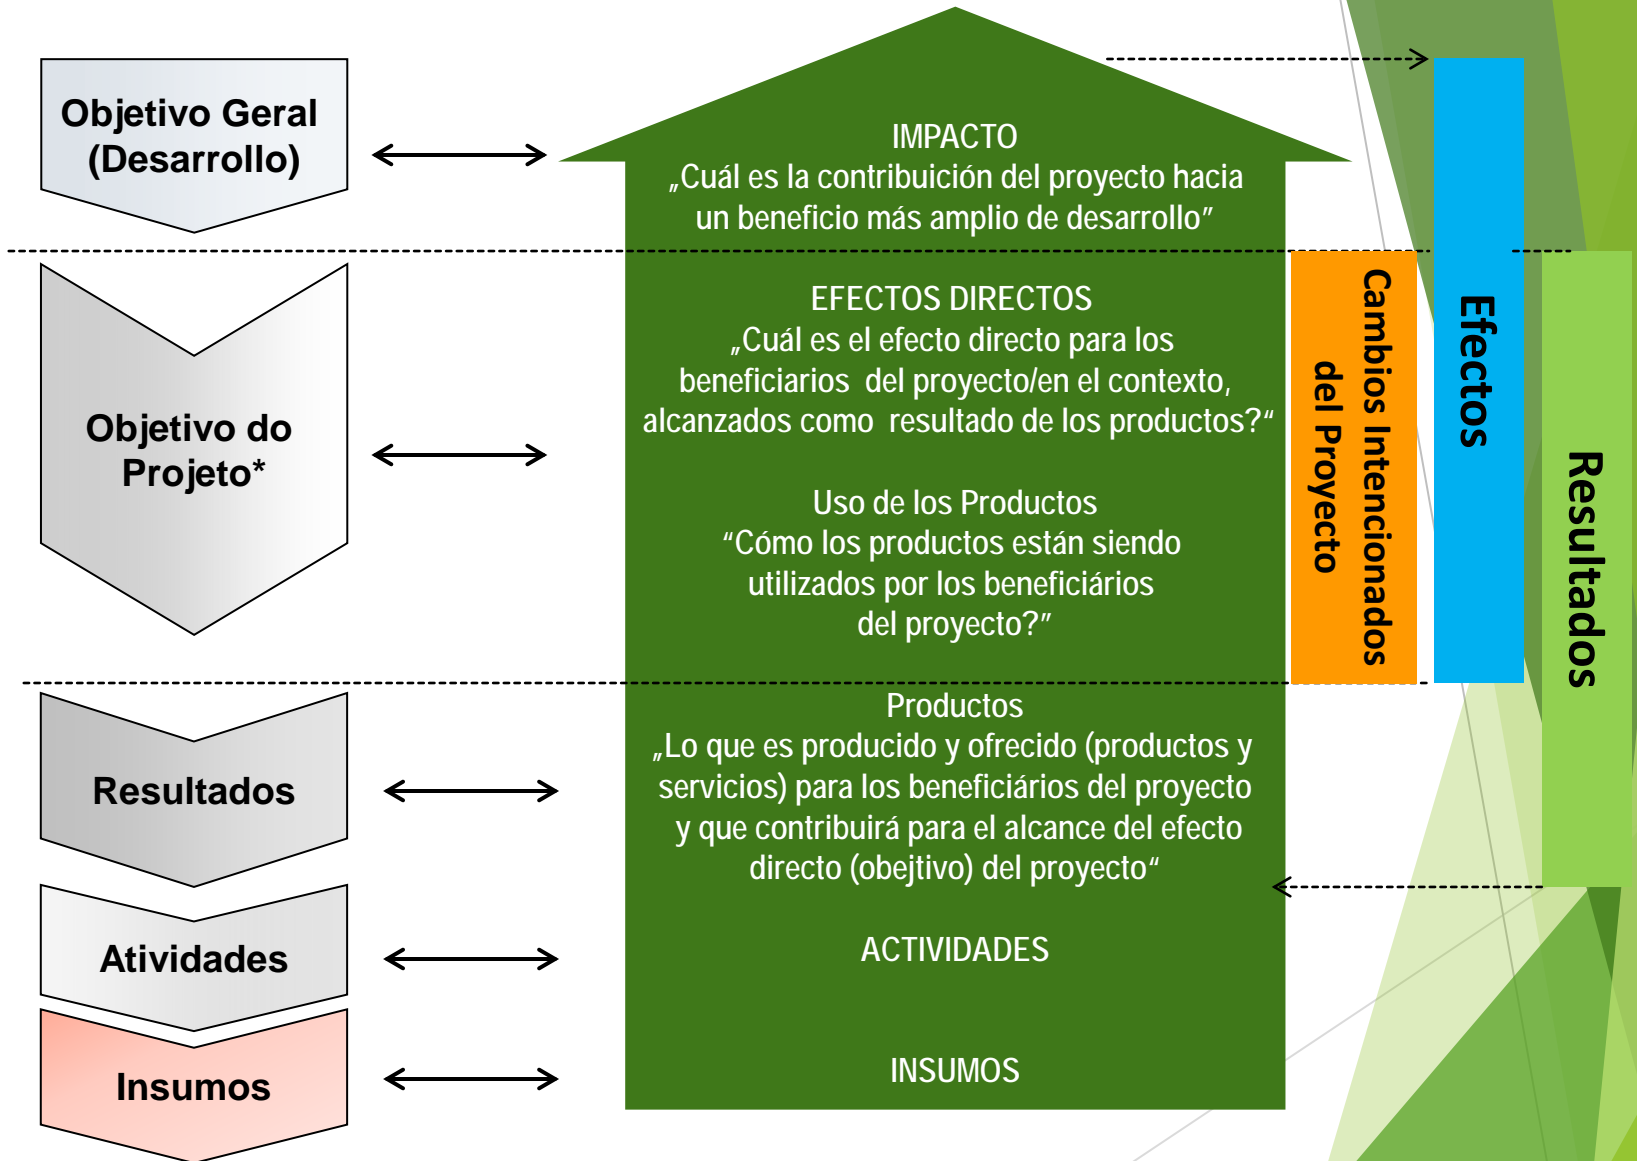 Objetivo Geral
(Desarrollo)
IMPACTO
„Cuál es la contribuición del proyecto hacia
un beneficio más amplio de desarrollo”
Objetivo do
Projeto*
EFECTOS DIRECTOS
„Cuál es el efecto directo para los
beneficiarios del proyecto/en el contexto,
alcanzados como resultado de los productos?“
Uso de los Productos
“Cómo los productos están siendo
utilizados por los beneficiários
del proyecto?”
Cambios Intencionados
del Proyecto
Efectos
Resultados
Resultados
Productos
„Lo que es producido y ofrecido (productos y
servicios) para los beneficiários del proyecto
y que contribuirá para el alcance del efecto
directo (obejtivo) del proyecto“
Atividades
ACTIVIDADES
Insumos
INSUMOS